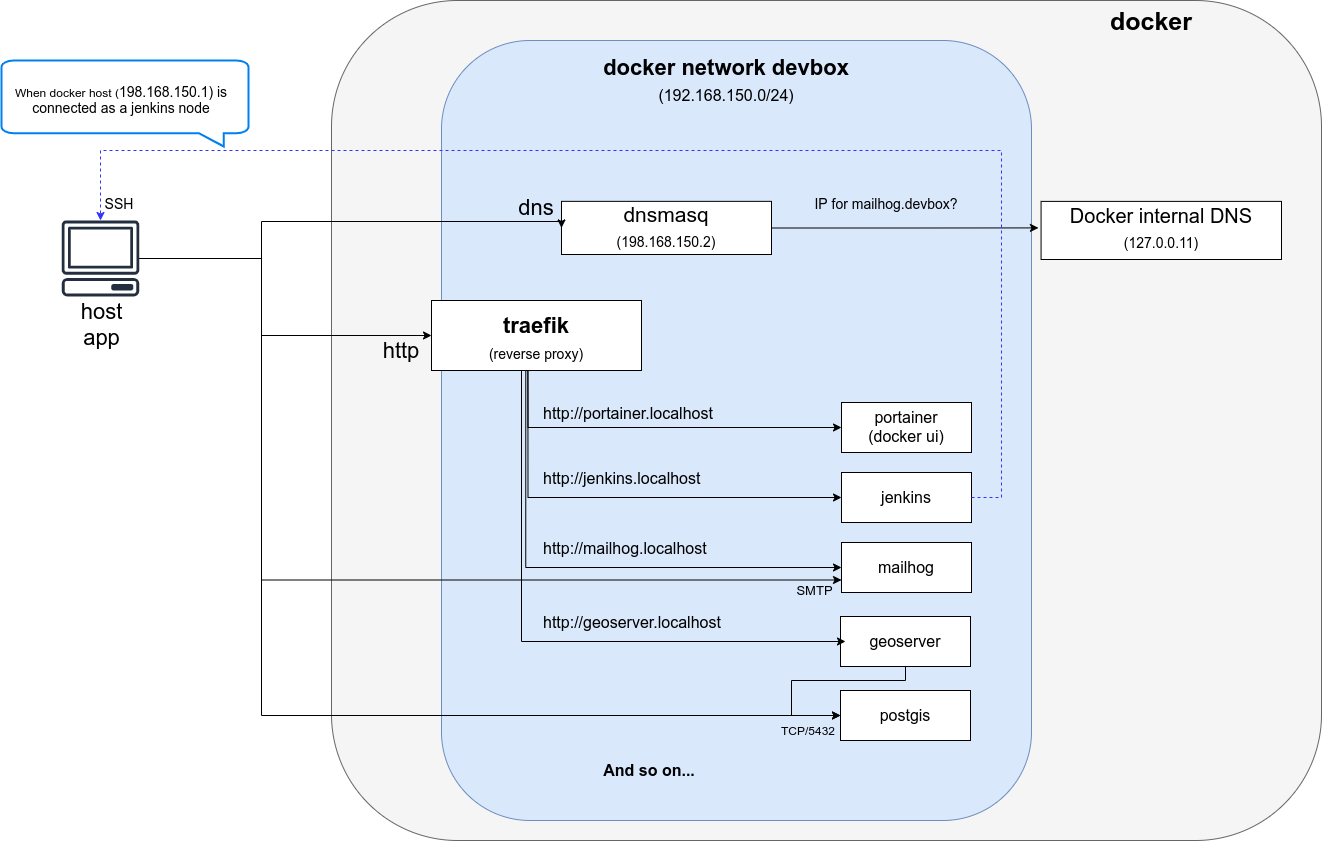 docker
docker network devbox
(192.168.150.0/24)
When docker host (198.168.150.1) is
connected as a jenkins node
SSH
host
app
dns
dnsmasq
(198.168.150.2)
IP for mailhog.devbox?
Docker internal DNS
(127.0.0.11)
http
traefik
(reverse proxy)
http://portainer.localhost
portainer
(docker ui)
http://jenkins.localhost
jenkins
http://mailhog.localhost
mailhog
SMTP
http://geoserver.localhost
geoserver
postgis
TCP/5432
And so on...